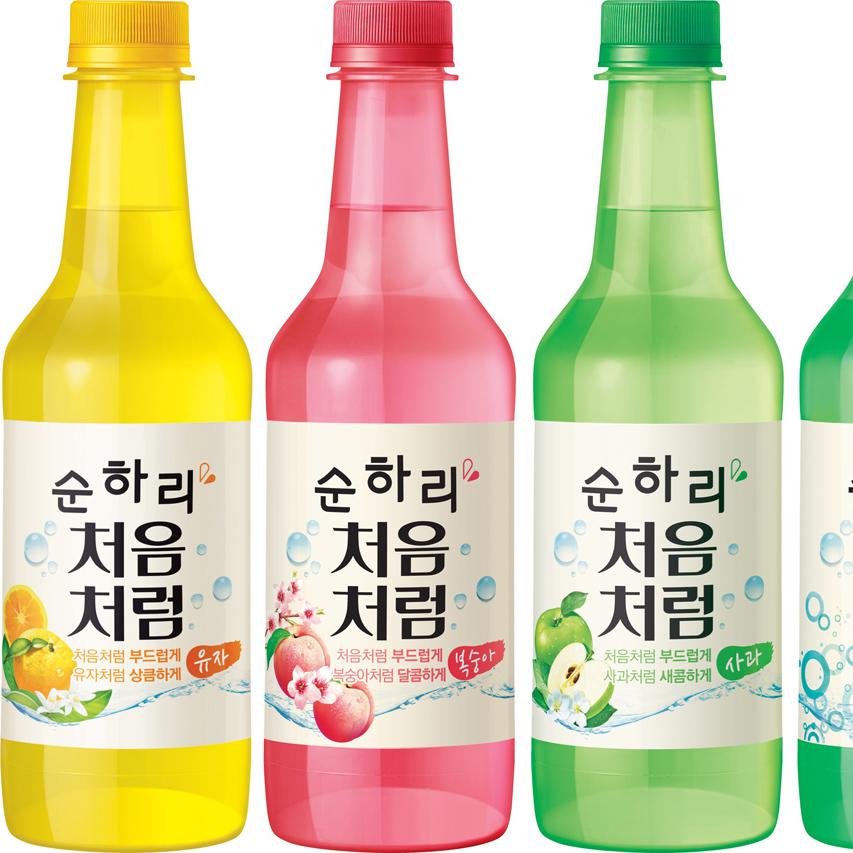 순하리
처음
처럼
처음처럼 부드럽게
유자처럼 상큼하게
유자
순하리
처음
처럼
처음처럼 부드럽게
복숭아처럼 달콤하게
복숭아
순하리
처음
처럼
처음처럼 부드럽게
사과처럼 새콤하게
사과